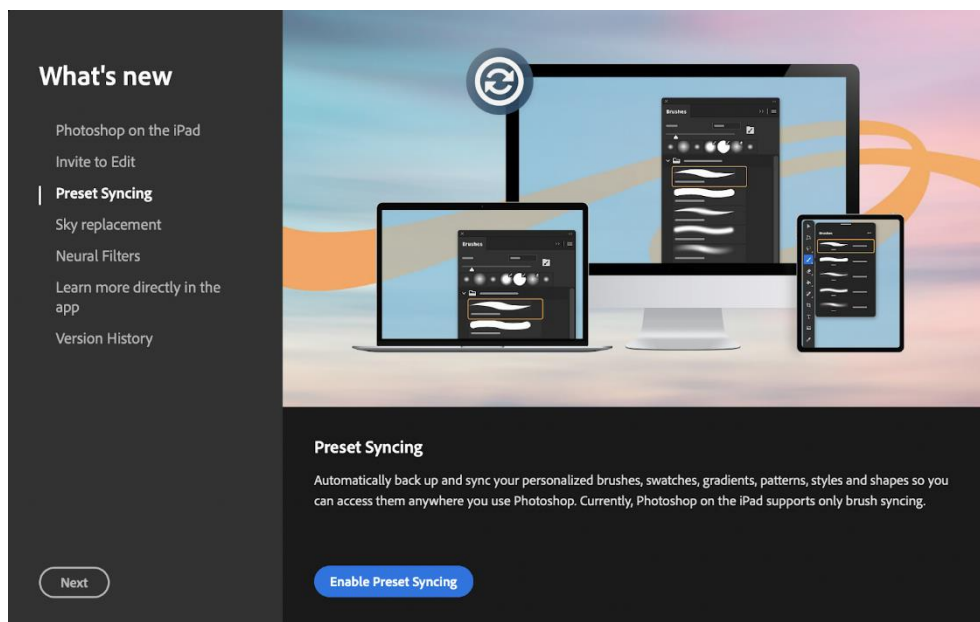 What's new
Photoshop on the iPad
Invite to Edit
Preset Syncing
Sky replacement
Neural Filters
Learn more directly in the
app
Version History
Next
Brushes
Brushes
Brushes
Preset Syncing
Automatically back up and sync your personalized brushes, swatches, gradients, patterns, styles and shapes so you
can access them anywhere you use Photoshop. Currently, Photoshop on the iPad supports only brush syncing.
Enable Preset Syncing